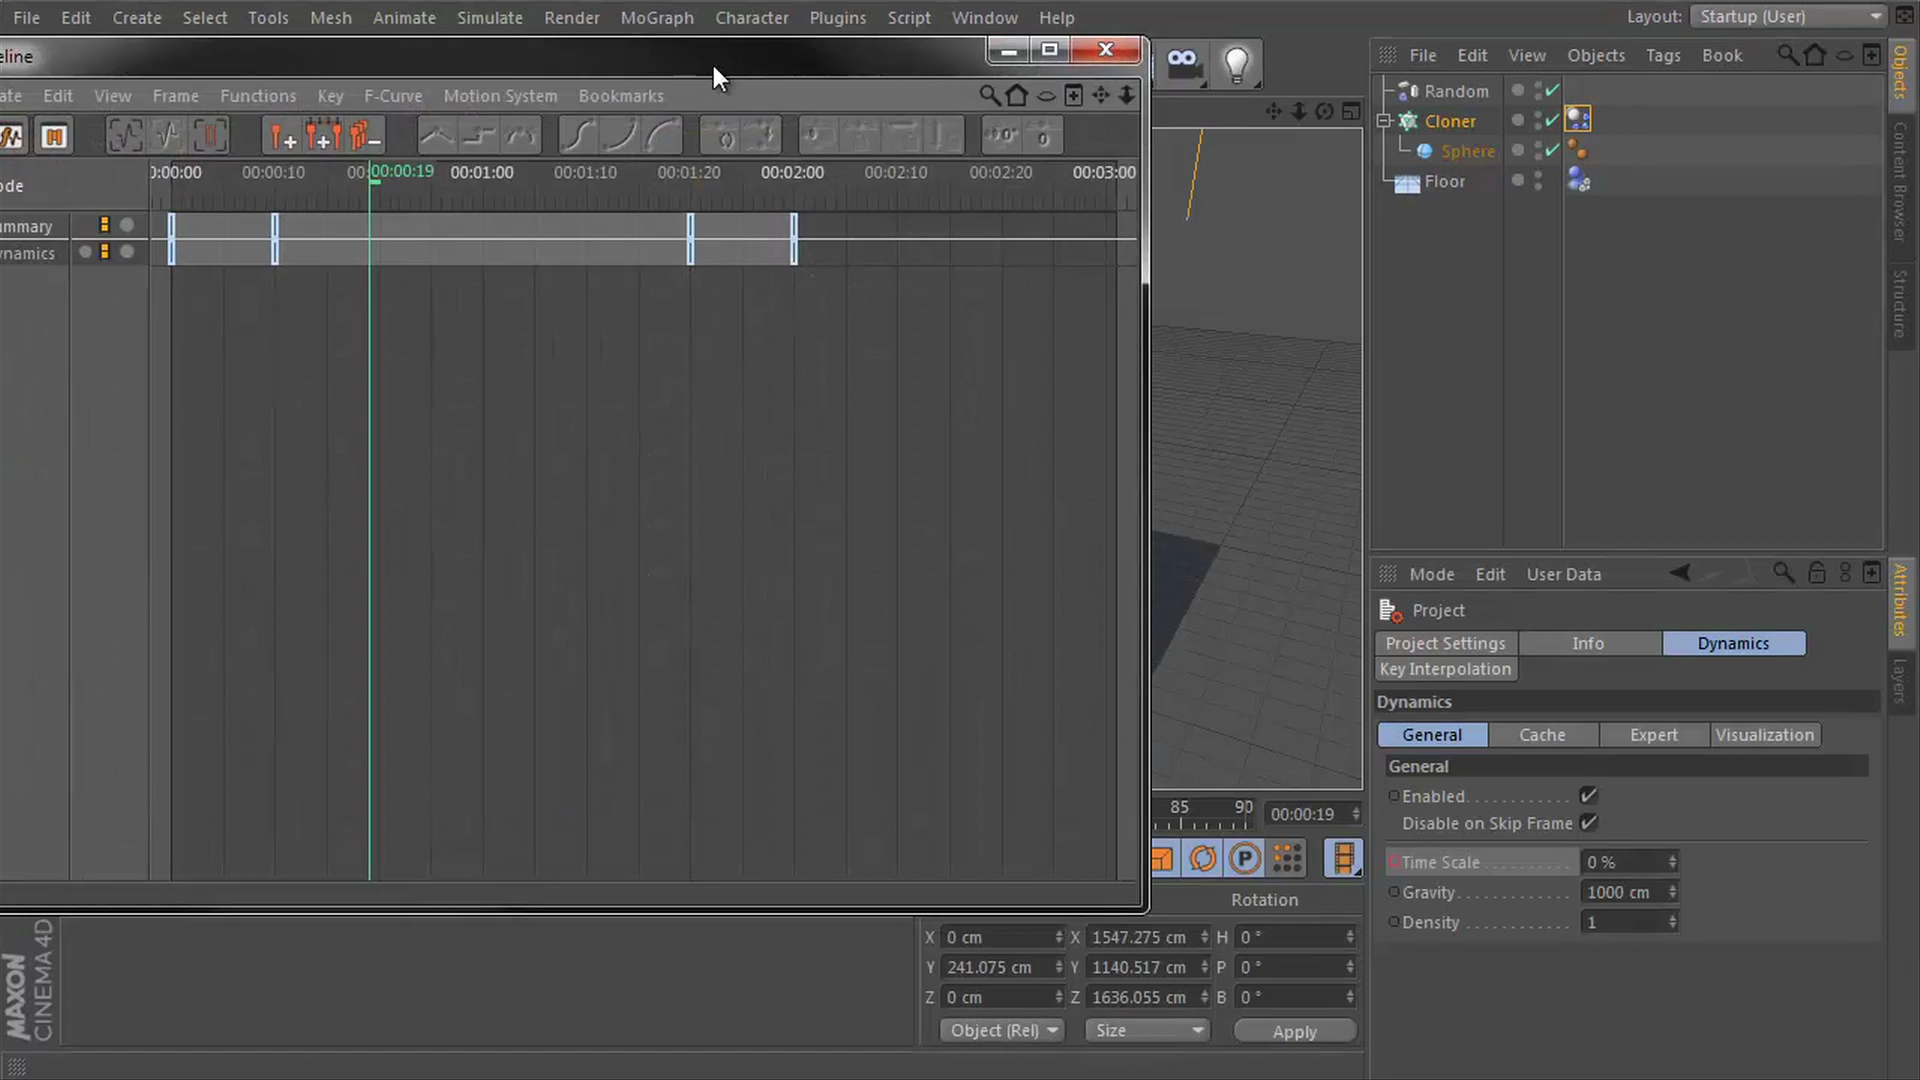 File Edit Create Select Tools Mesh Animate Simulate Render MoGraph Character Plugins Script Window Help Layout: Startup (User)
eline
ate Edit View Frame Functions Key F-Curve Motion System Bookmarks
File Edit View Objects Tags Book
Random
Cloner
Sphere
Floor
Objects
Content Browser
Structure
ode
0:00:00 00:00:10 00: 00:00:19 00:01:00 00:01:10 00:01:20 00:02:00 00:02:10 00:02:20 00:03:00
ummary
ynamics
Mode Edit User Data
Project
Project Settings Info Dynamics
Key Interpolation
Dynamics
General Cache Expert Visualization
General
Enabled
Disable on Skip Frame
Time Scale 0 %
Gravity 1000 cm
Density 1
Attributes
Layers
85 90 00:00:19
P
Rotation
X 0 cm X 1547.275 cm H 0 °
Y 241.075 cm Y 1140.517 cm P 0 °
Z 0 cm Z 1636.055 cm B 0 °
Object (Rel) Size Apply
MAXON
CINEMA 4D